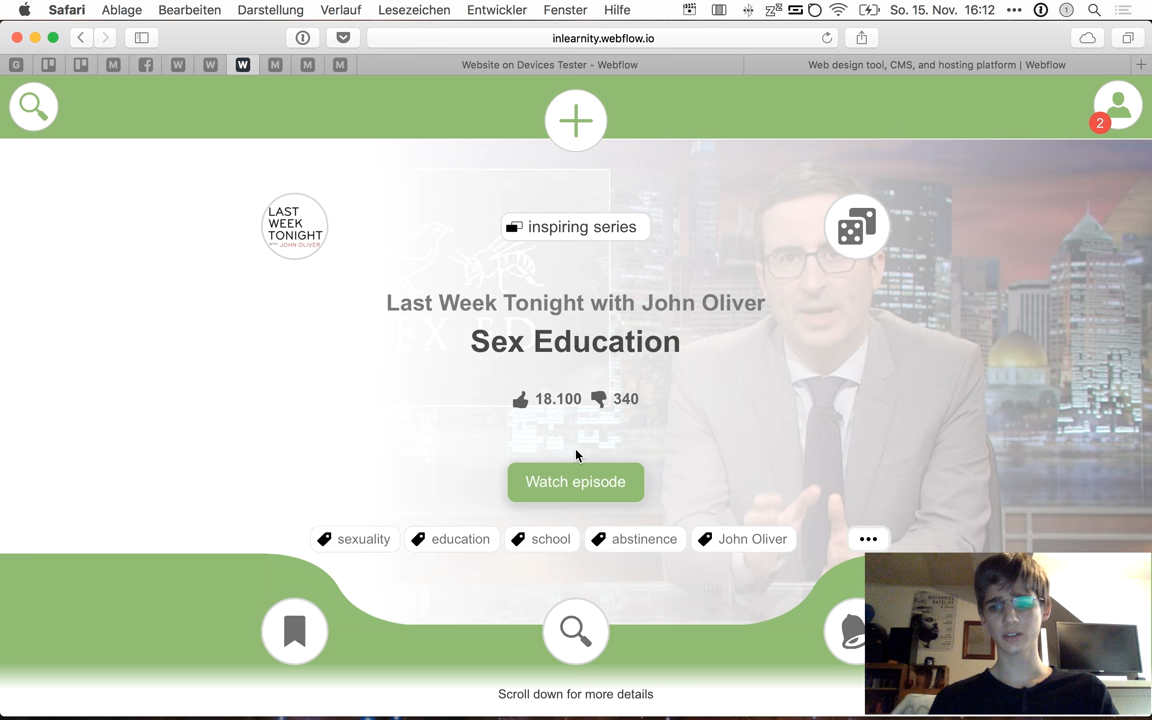 Safari Ablage Bearbeiten Darstellung Verlauf Lesezeichen Entwickler Fenster Hilfe So. 15. Nov. 16:12
inlearnity.webflow.io
Website on Devices Tester - Webflow
Web design tool, CMS, and hosting platform | Webflow
2
LAST
WEEK
TONIGHT
WITH JOHN OLIVER
inspiring series
Last Week Tonight with John Oliver
Sex Education
18.100 340
Watch episode
sexuality education school abstinence John Oliver
Scroll down for more details